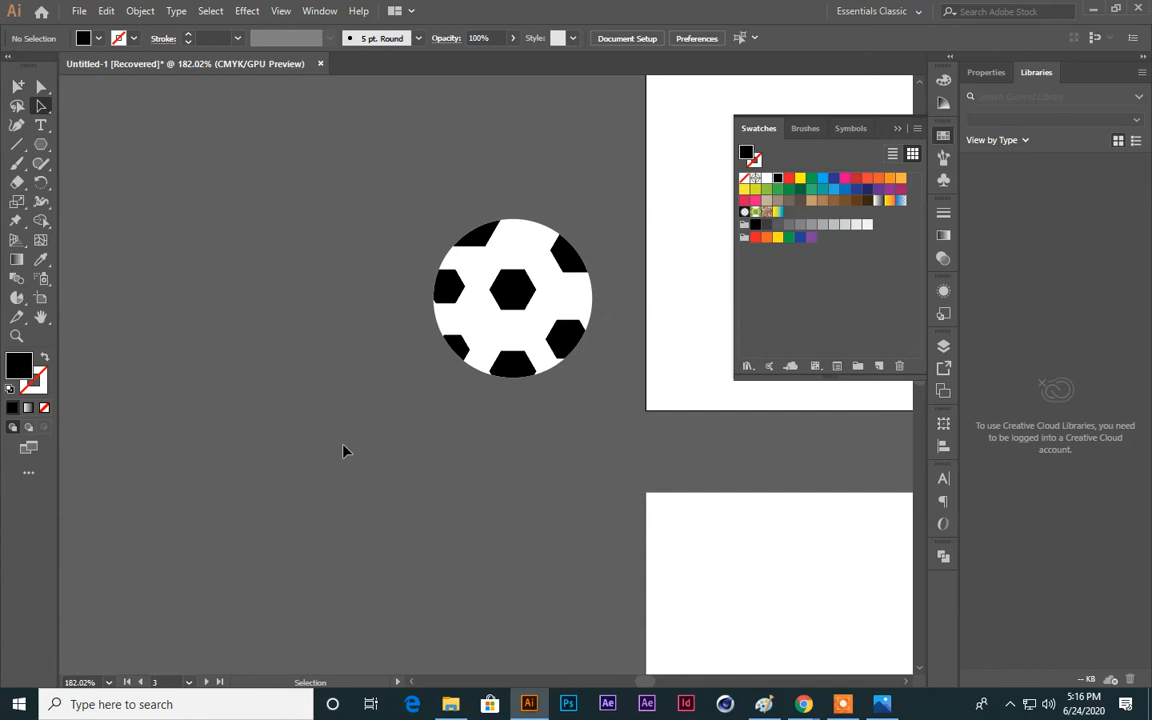 Ai File Edit Object Type Select Effect View Window Help Essentials Classic Search Adobe Stock
No Selection Stroke: 5 pt. Round Opacity: 100% Style: Document Setup Preferences
Untitled-1 [Recovered]* @ 182.02% (CMYK/GPU Preview) ×
Properties Libraries
Search Current Library
View by Type
Swatches Brushes Symbols
To use Creative Cloud Libraries, you need
to be logged into a Creative Cloud
account.
182.02% 3 Selection -- KB
Type here to search
Ai Ps Ae Ae Id
5:16 PM
6/24/2020